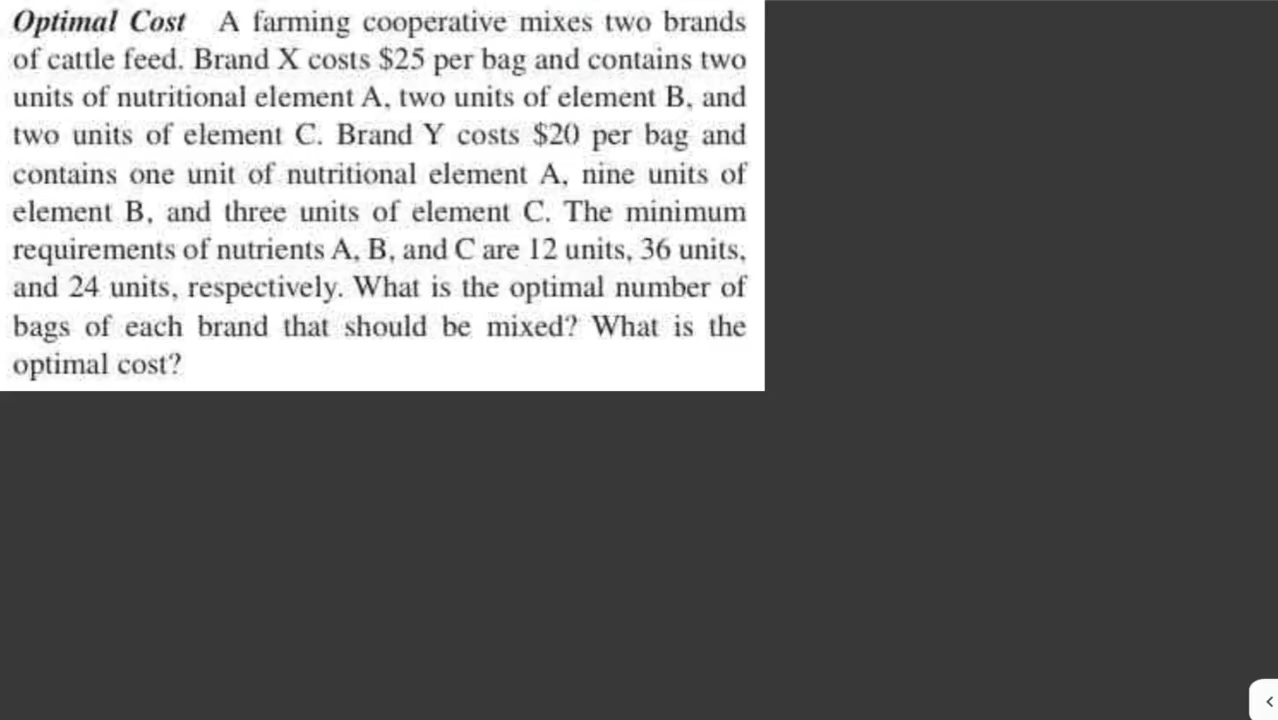 Optimal Cost A farming cooperative mixes two brands
of cattle feed. Brand X costs $25 per bag and contains two
units of nutritional element A, two units of element B, and
two units of element C. Brand Y costs $20 per bag and
contains one unit of nutritional element A, nine units of
element B, and three units of element C. The minimum
requirements of nutrients A, B, and C are 12 units, 36 units,
and 24 units, respectively. What is the optimal number of
bags of each brand that should be mixed? What is the
optimal cost?